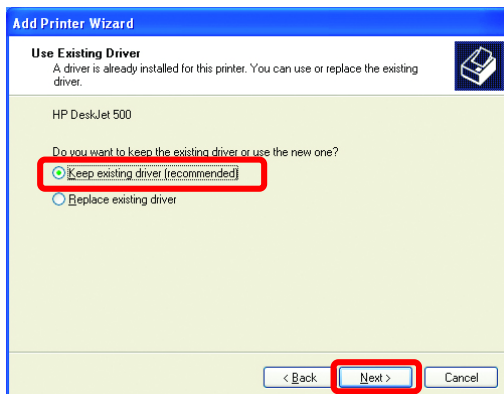 Add Printer Wizard
Use Existing Driver
A driver is already installed for this printer. You can use or replace the existing
driver.
HP DeskJet 500
Do you want to keep the existing driver or use the new one?
Keep existing driver (recommended)
Replace existing driver
< Back Next > Cancel